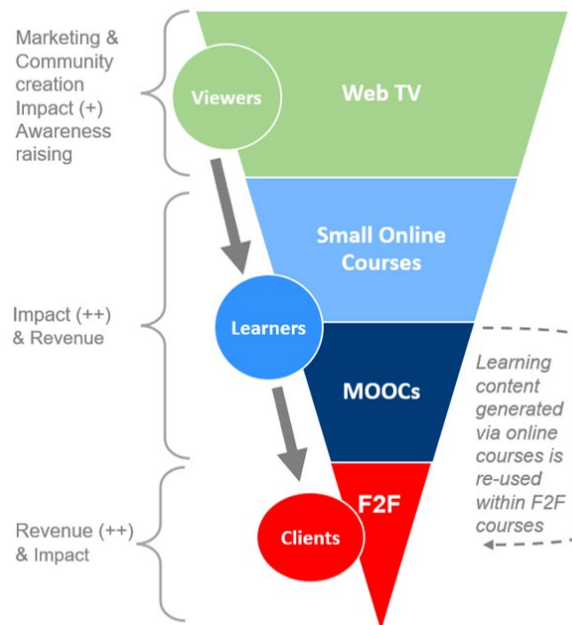 Marketing &
Community
creation
Impact (+)
Awareness
raising
Viewers
Web TV
Small Online
Courses
Impact (++)
& Revenue
Learners
MOOCs
Learning
content
generated
via online
courses is
re-used
within F2F
courses
F2F
Revenue (++)
& Impact
Clients